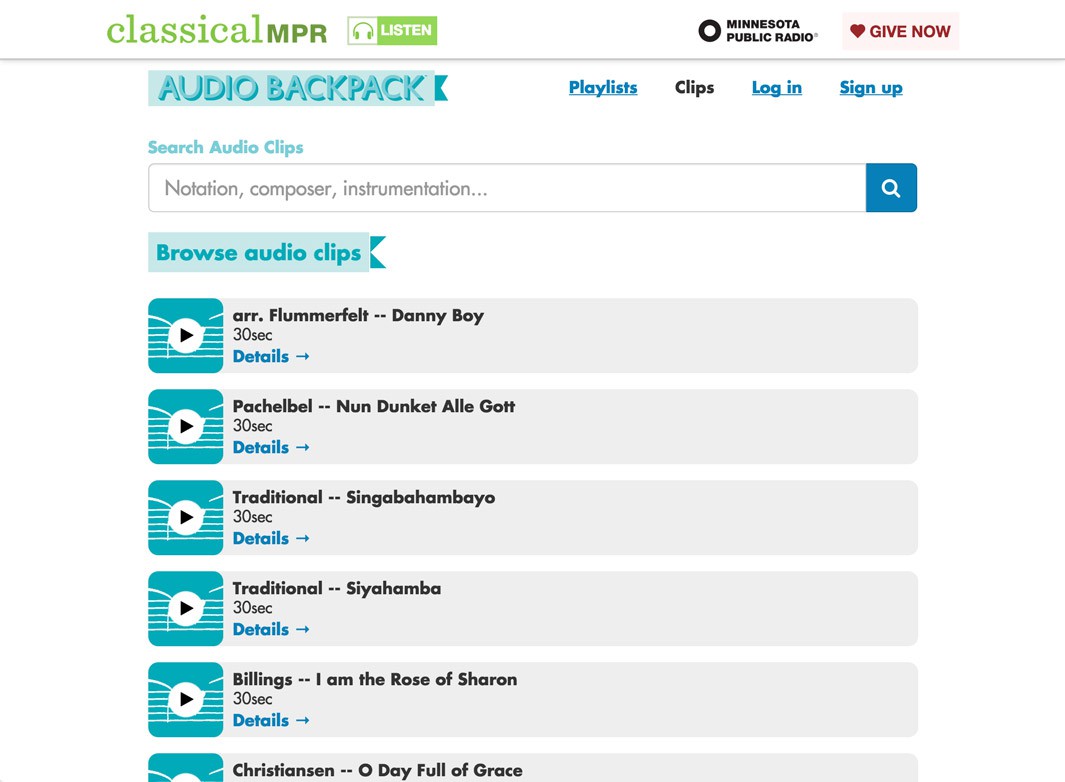 classical MPR
LISTEN
MINNESOTA
PUBLIC RADIO®
GIVE NOW
AUDIO BACKPACK
Playlists
Clips
Log in
Sign up
Search Audio Clips
Notation, composer, instrumentation...
Browse audio clips
arr. Flummerfelt -- Danny Boy
30sec
Details →
Pachelbel -- Nun Dunket Alle Gott
30sec
Details →
Traditional -- Singabahambayo
30sec
Details →
Traditional -- Siyahamba
30sec
Details →
Billings -- I am the Rose of Sharon
30sec
Details →
Christiansen -- O Day Full of Grace